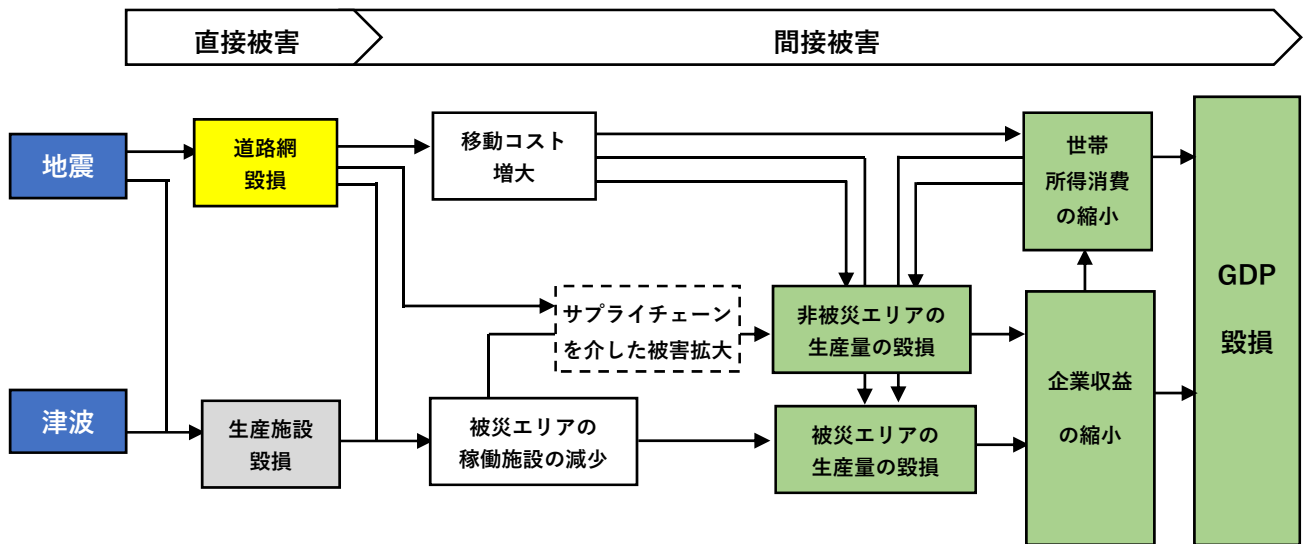 直接被害
間接被害
地震
道路網
毀損
移動コスト
増大
世帯
所得消費
の縮小
GDP
毀損
サプライチェーン
を介した被害拡大
非被災エリアの
生産量の毀損
企業収益
の縮小
津波
生産施設
毀損
被災エリアの
稼働施設の減少
被災エリアの
生産量の毀損